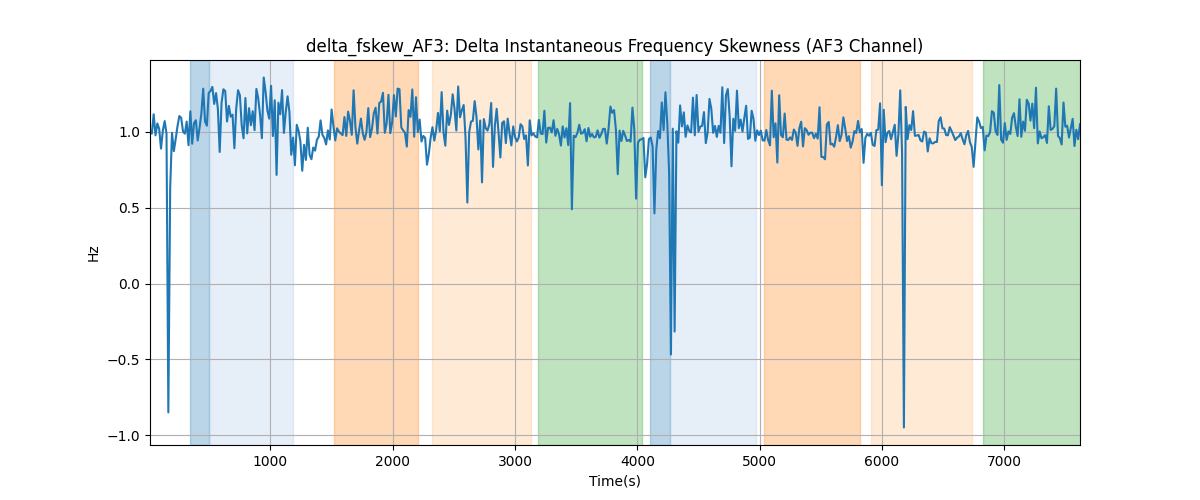 delta_fskew_AF3: Delta Instantaneous Frequency Skewness (AF3 Channel)
1.0
0.5
0.0
−0.5
−1.0
Hz
1000 2000 3000 4000 5000 6000 7000
Time(s)